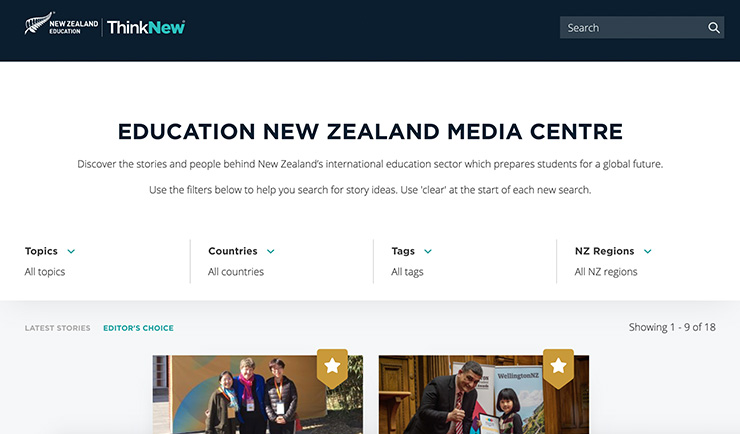 NEW ZEALAND
EDUCATION
ThinkNew
Search
EDUCATION NEW ZEALAND MEDIA CENTRE
Discover the stories and people behind New Zealand's international education sector which prepares students for a global future.
Use the filters below to help you search for story ideas. Use 'clear' at the start of each new search.
Topics
All topics
Countries
All countries
Tags
All tags
NZ Regions
All NZ regions
LATEST STORIES
EDITOR'S CHOICE
Showing 1 - 9 of 18
WellingtonNZ